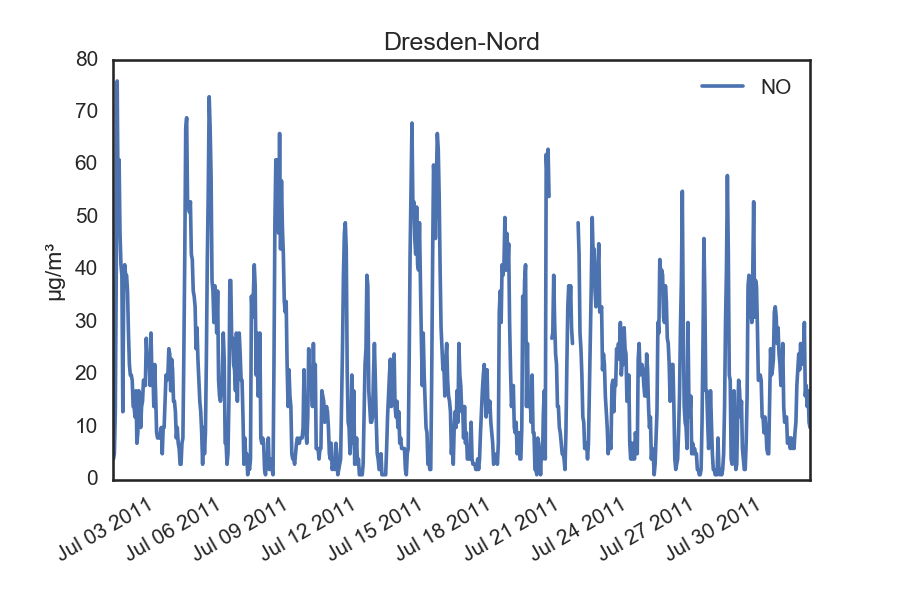 Dresden-Nord
80
70
60
50
40
30
20
10
0
µg/m³
NO
Jul 03 2011
Jul 06 2011
Jul 09 2011
Jul 12 2011
Jul 15 2011
Jul 18 2011
Jul 21 2011
Jul 24 2011
Jul 27 2011
Jul 30 2011